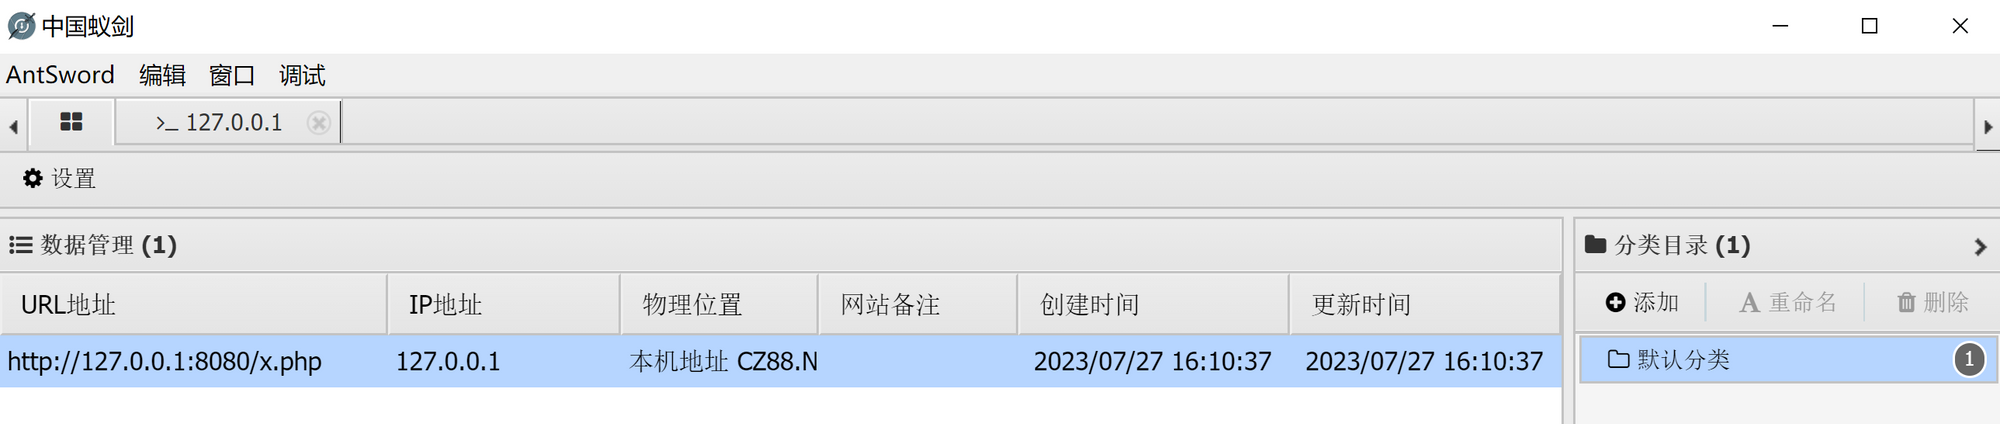 中国蚁剑
AntSword 编辑 窗口 调试
>_ 127.0.0.1
设置
数据管理 (1)
分类目录 (1)
URL地址 IP地址 物理位置 网站备注 创建时间 更新时间
添加 重命名 删除
http://127.0.0.1:8080/x.php 127.0.0.1 本机地址 CZ88.N 2023/07/27 16:10:37 2023/07/27 16:10:37
默认分类 1